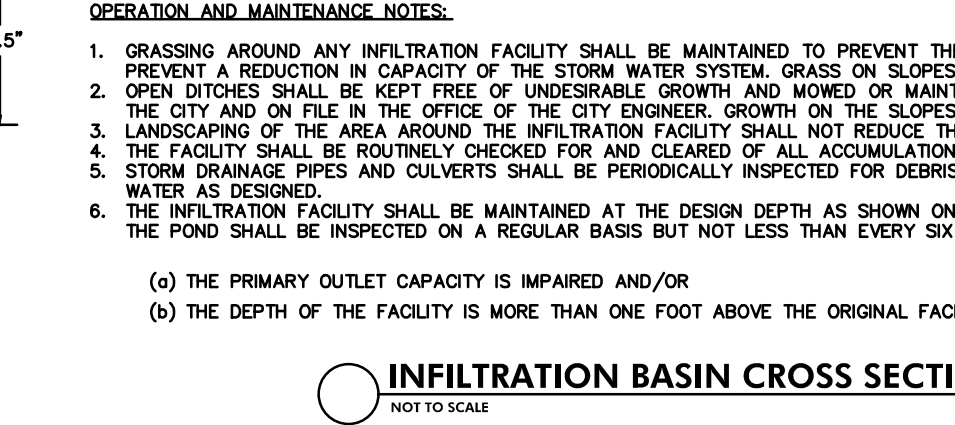 OPERATION AND MAINTENANCE NOTES:
.5"
1. GRASSING AROUND ANY INFILTRATION FACILITY SHALL BE MAINTAINED TO PREVENT
PREVENT A REDUCTION IN CAPACITY OF THE STORM WATER SYSTEM. GRASS ON SLOPES
2. OPEN DITCHES SHALL BE KEPT FREE OF UNDESIRABLE GROWTH AND MOWED OR
THE CITY AND ON FILE IN THE OFFICE OF THE CITY ENGINEER. GROWTH ON THE SLOPES
3. LANDSCAPING OF THE AREA AROUND THE INFILTRATION FACILITY SHALL NOT REDUCE
4. THE FACILITY SHALL BE ROUTINELY CHECKED FOR AND CLEARED OF ALL ACCUMULATION
5. STORM DRAINAGE PIPES AND CULVERTS SHALL BE PERIODICALLY INSPECTED FOR DEBRIS
WATER AS DESIGNED.
6. THE INFILTRATION FACILITY SHALL BE MAINTAINED AT THE DESIGN DEPTH AS SHOWN ON
THE POND SHALL BE INSPECTED ON A REGULAR BASIS BUT NOT LESS THAN EVERY SIX
(a) THE PRIMARY OUTLET CAPACITY IS IMPAIRED AND/OR
(b) THE DEPTH OF THE FACILITY IS MORE THAN ONE FOOT ABOVE THE ORIGINAL
INFILTRATION BASIN CROSS SECTI
NOT TO SCALE